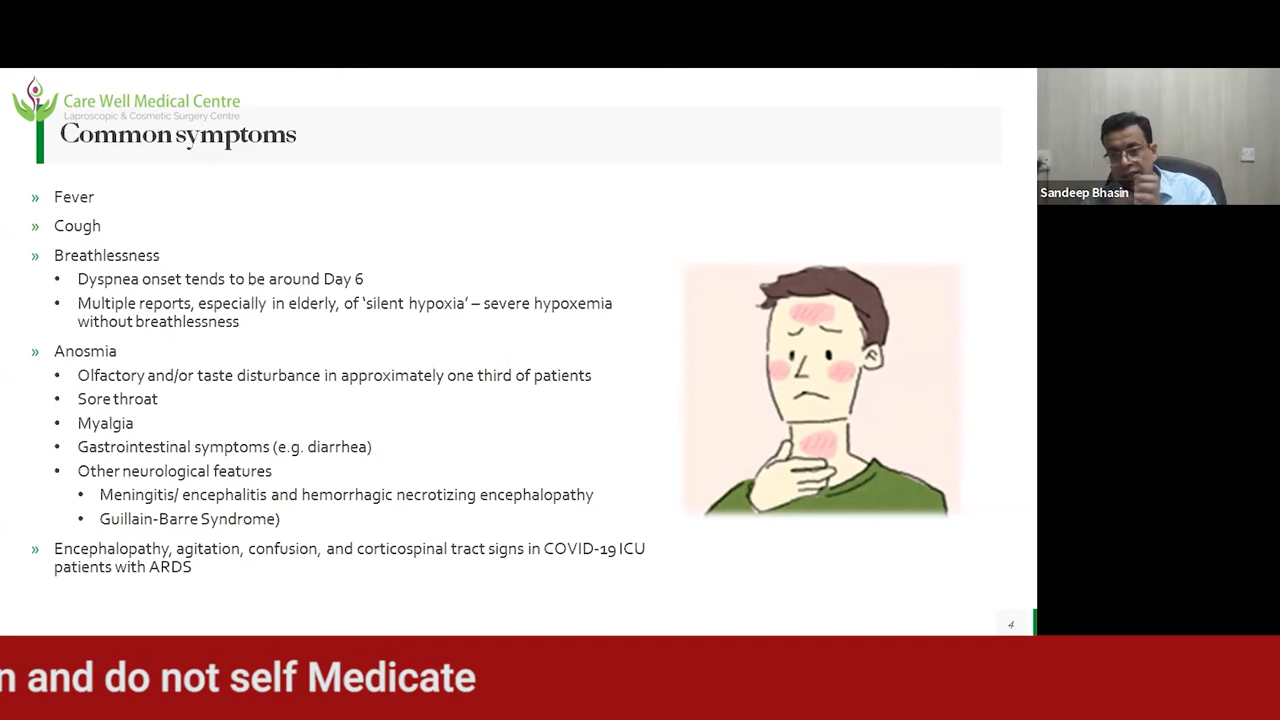 Care Well Medical Centre
Laproscopic & Cosmetic Surgery Centre
Common symptoms
» Fever
» Cough
» Breathlessness
• Dyspnea onset tends to be around Day 6
• Multiple reports, especially in elderly, of ‘silent hypoxia’ – severe hypoxemia
without breathlessness
» Anosmia
• Olfactory and/or taste disturbance in approximately one third of patients
• Sore throat
• Myalgia
• Gastrointestinal symptoms (e.g. diarrhea)
• Other neurological features
• Meningitis/ encephalitis and hemorrhagic necrotizing encephalopathy
• Guillain-Barre Syndrome)
» Encephalopathy, agitation, confusion, and corticospinal tract signs in COVID-19 ICU
patients with ARDS
4
Sandeep Bhasin
n and do not self Medicate